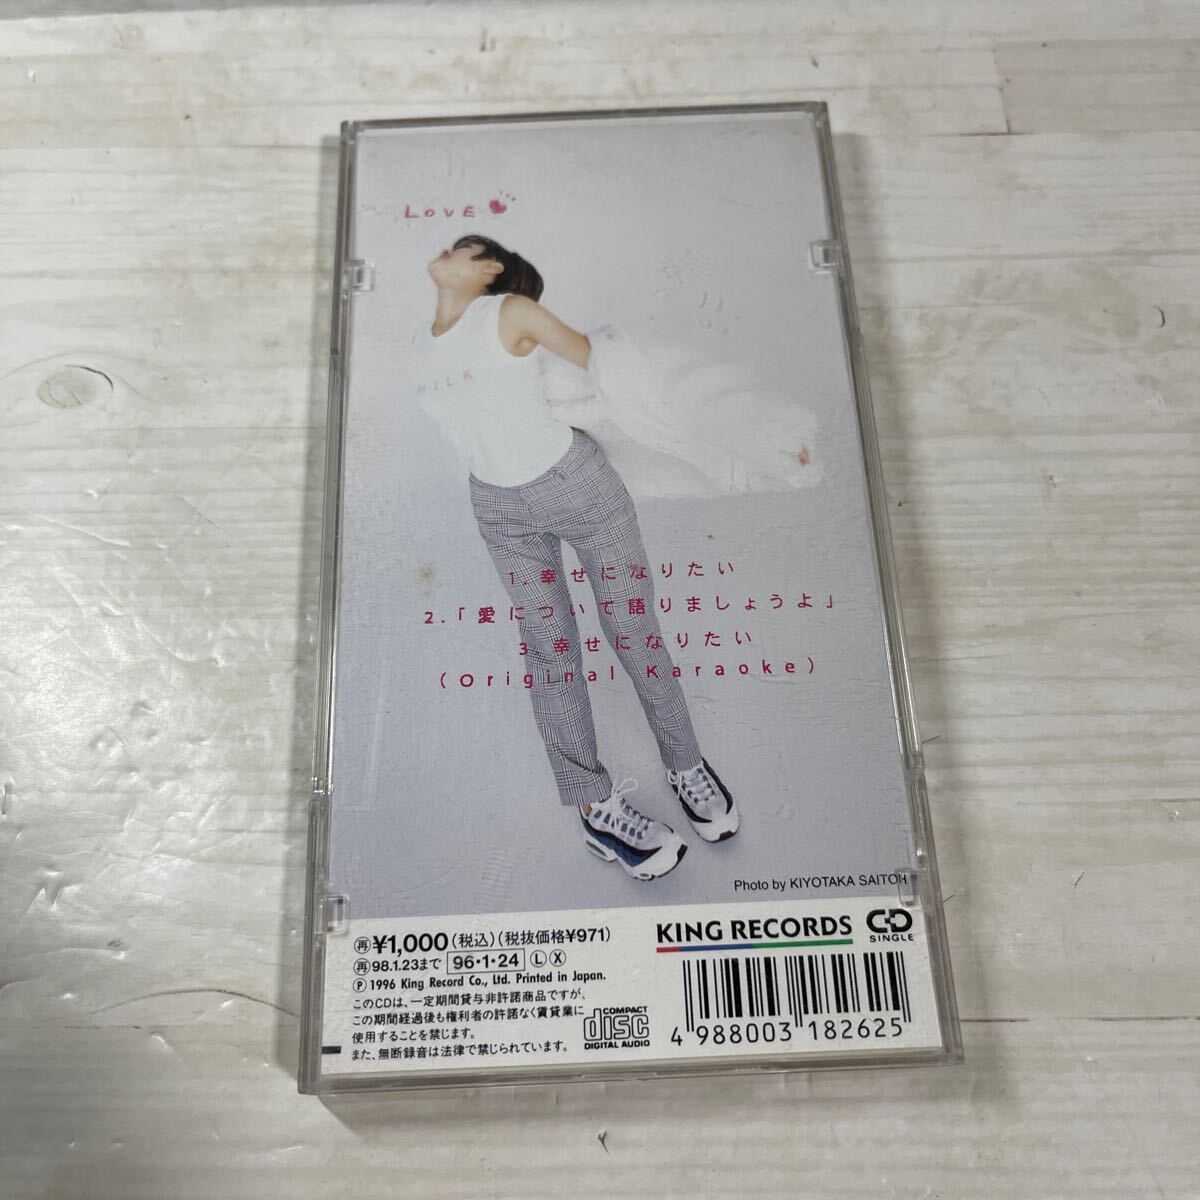 LOVE
MILK
1.幸せになりたい
2.「愛について語りましょうよ」
3.幸せになりたい
(Original Karaoke)
Photo by KIYOTAKA SAITOH
再¥1,000(税込)(税抜価格¥971)
再98.1.23まで 96・1・24 L X
Ⓟ1996 King Record Co., Ltd. Printed in Japan.
このCDは、一定期間貸与非許諾商品ですが、
この期間経過後も権利者の許諾なく賃貸業に
使用することを禁じます。
また、無断録音は法律で禁じられています。
COMPACT
disc
DIGITAL AUDIO
KING RECORDS
CD
SINGLE
4 988003 182625